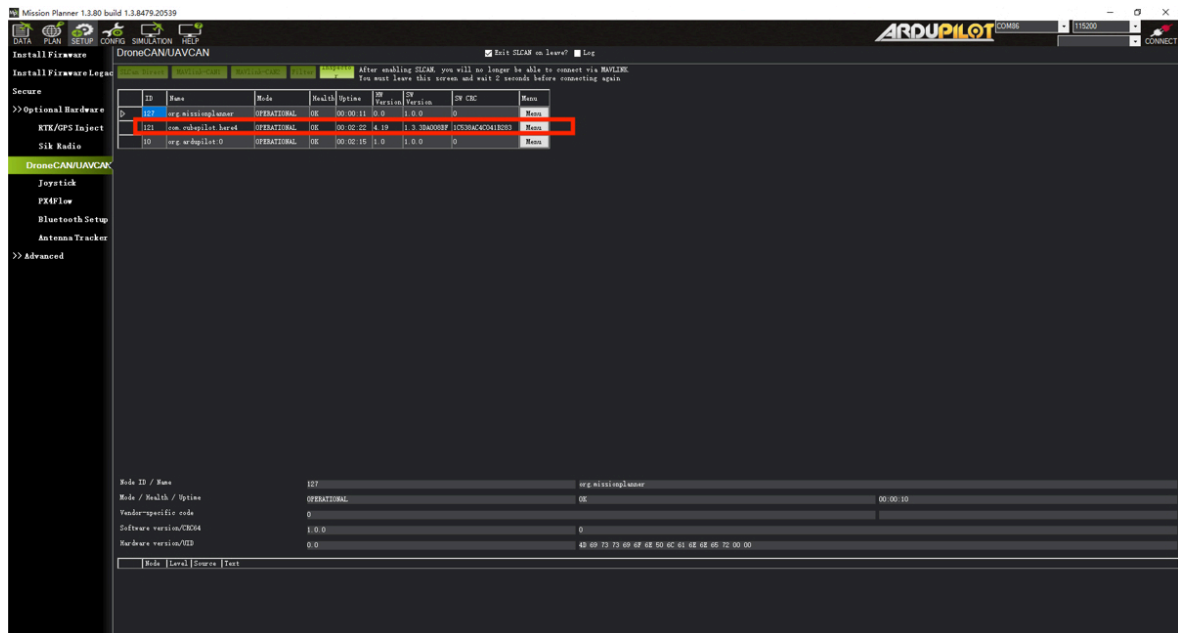 Mission Planner 1.3.80 build 1.3.8479.20539
DATA PLAN SETUP CONFIG SIMULATION HELP
ARDUPILOT COM86 115200
CONNECT
Install Firmware
Install Firmware Legac
Secure
>> Optional Hardware
RTK/GPS Inject
Sik Radio
DroneCAN/UAVCAN
Joystick
PX4Flow
Bluetooth Setup
Antenna Tracker
>> Advanced
DroneCAN/UAVCAN
Exit SLCAN on leave? Log
SLCan Direct MAVlink-CAN1 MAVlink-CAN2 Filter
After enabling SLCAN, you will no longer be able to connect via MAVLINK.
You must leave this screen and wait 2 seconds before connecting again
ID Name Mode Health Uptime HW Version SW Version SW CRC Menu
127 org.missionplanner OPERATIONAL OK 00:00:11 0.0 1.0.0 0 Menu
121 com.cubepilot.here4 OPERATIONAL OK 00:02:22 4.19 1.3.3DA008BF 1C538AC4C041B283 Menu
10 org.ardupilot:0 OPERATIONAL OK 00:02:15 1.0 1.0.0 0 Menu
Node ID / Name 127 org.missionplanner
Mode / Health / Uptime OPERATIONAL OK 00:00:10
Vendor-specific code 0
Software version/CRC64 1.0.0 0
Hardware version/UID 0.0 4D 69 73 73 69 6F 6E 50 6C 61 6E 6E 65 72 00 00
Node Level Source Text